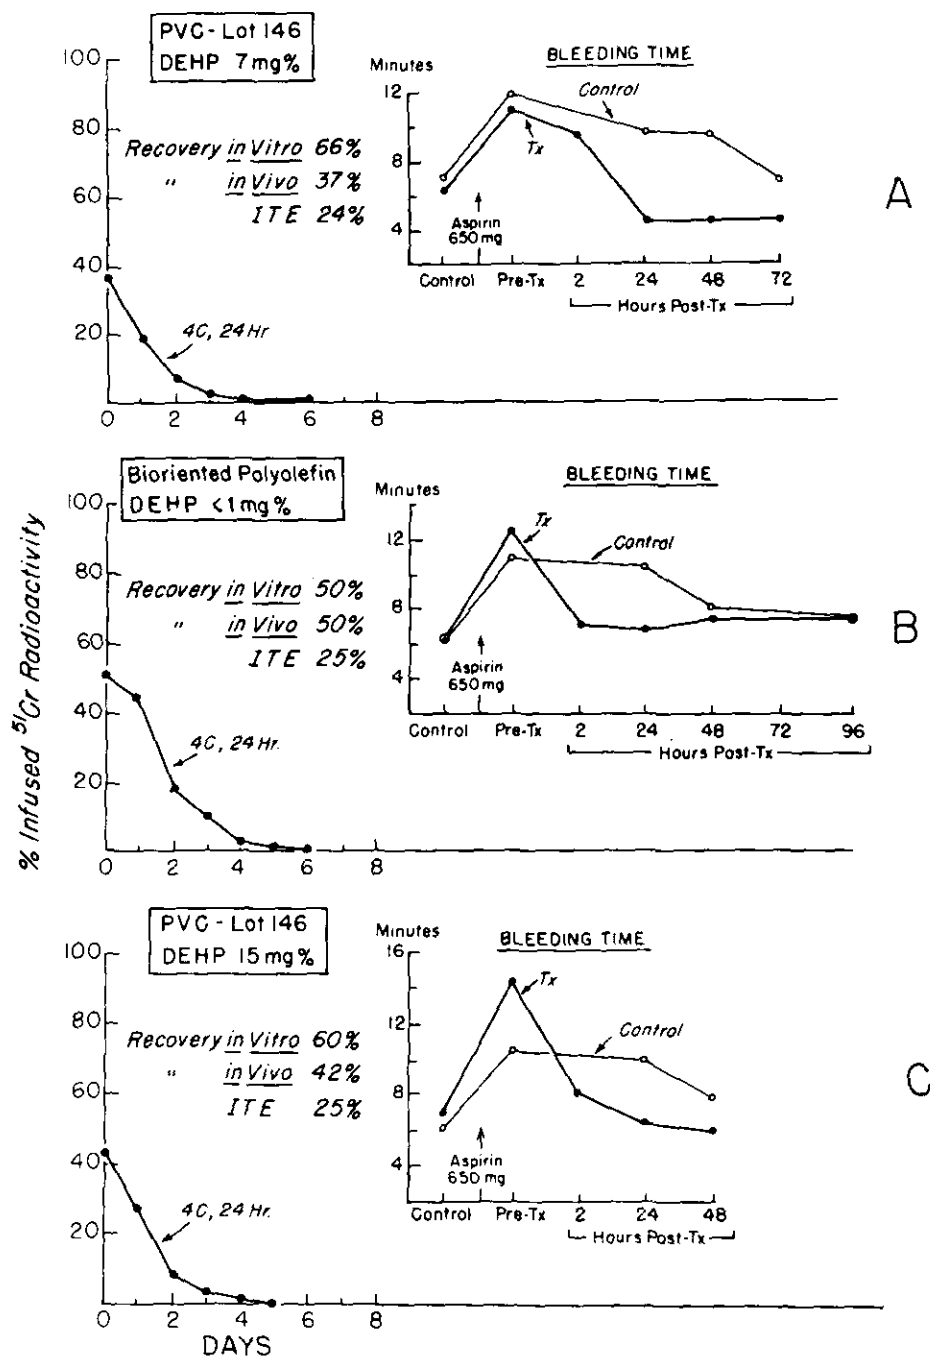 PVC - Lot 146
DEHP 7 mg%
100
80
60
40
20
Recovery in Vitro 66%
" in Vivo 37%
ITE 24%
4C, 24 Hr
0 2 4 6 8
BLEEDING TIME
Minutes
12
8
4
Control
Tx
Aspirin
650 mg
Control Pre-Tx 2 24 48 72
Hours Post-Tx
A
Bioriented Polyolefin
DEHP <1 mg%
100
80
60
40
20
Recovery in Vitro 50%
" in Vivo 50%
ITE 25%
4C, 24 Hr.
0 2 4 6 8
BLEEDING TIME
Minutes
12
8
4
Tx
Control
Aspirin
650 mg
Control Pre-Tx 2 24 48 72 96
Hours Post-Tx
B
% Infused 51Cr Radioactivity
PVC - Lot 146
DEHP 15 mg%
100
80
60
40
20
Recovery in Vitro 60%
" in Vivo 42%
ITE 25%
4C, 24 Hr.
0 2 4 6 8
DAYS
BLEEDING TIME
Minutes
16
12
8
4
Tx
Control
Aspirin
650 mg
Control Pre-Tx 2 24 48
Hours Post-Tx
C